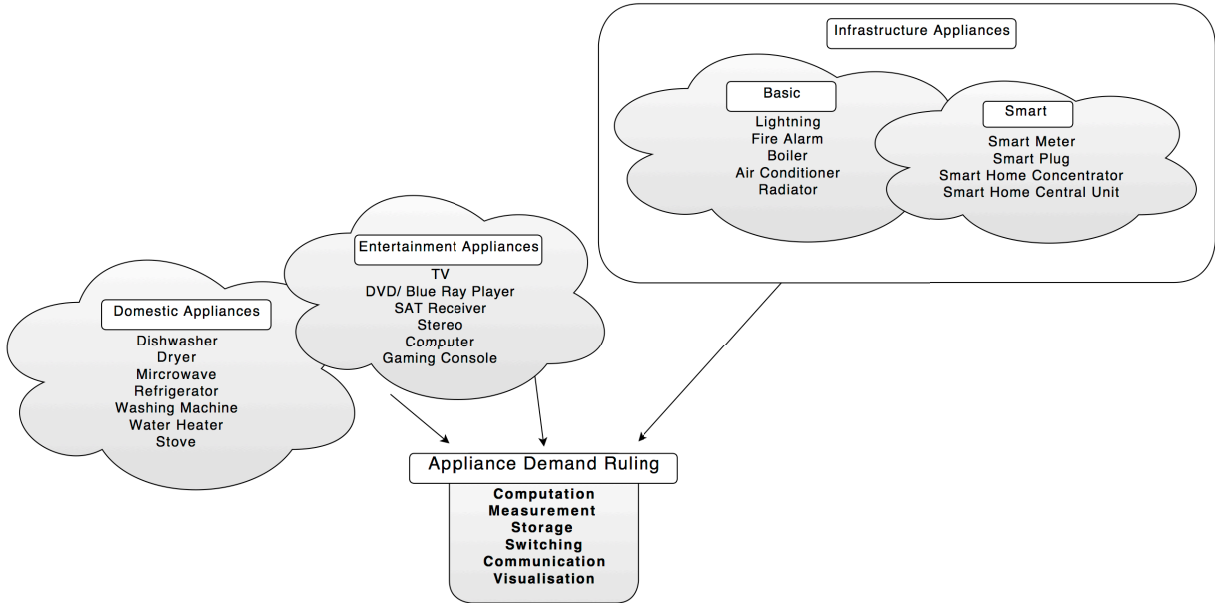 Infrastructure Appliances
Basic
Lightning
Fire Alarm
Boiler
Air Conditioner
Radiator
Smart
Smart Meter
Smart Plug
Smart Home Concentrator
Smart Home Central Unit
Entertainment Appliances
TV
DVD/ Blue Ray Player
SAT Receiver
Stereo
Computer
Gaming Console
Domestic Appliances
Dishwasher
Dryer
Mircrowave
Refrigerator
Washing Machine
Water Heater
Stove
Appliance Demand Ruling
Computation
Measurement
Storage
Switching
Communication
Visualisation